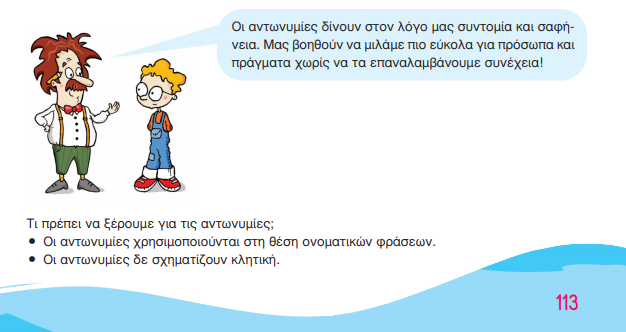 Οι αντωνυμίες δίνουν στον λόγο μας συντομία και σαφή-
νεια. Μας βοηθούν να μιλάμε πιο εύκολα για πρόσωπα και
πράγματα χωρίς να τα επαναλαμβάνουμε συνέχεια!
Τι πρέπει να ξέρουμε για τις αντωνυμίες;
• Οι αντωνυμίες χρησιμοποιούνται στη θέση ονοματικών φράσεων.
• Οι αντωνυμίες δε σχηματίζουν κλητική.
113